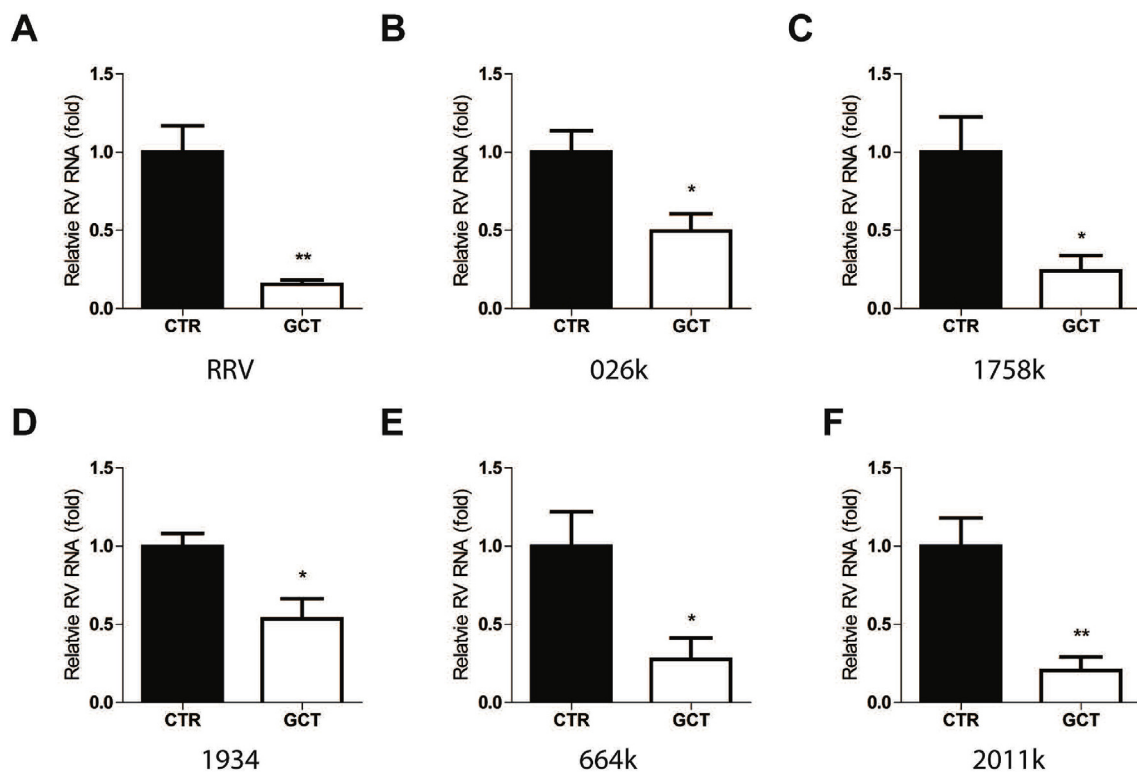 A
Relatvie RV RNA (fold)
1.5
1.0
0.5
0.0
**
CTR
GCT
RRV
B
Relatvie RV RNA (fold)
1.5
1.0
0.5
0.0
*
CTR
GCT
026k
C
Relatvie RV RNA (fold)
1.5
1.0
0.5
0.0
*
CTR
GCT
1758k
D
Relatvie RV RNA (fold)
1.5
1.0
0.5
0.0
*
CTR
GCT
1934
E
Relatvie RV RNA (fold)
1.5
1.0
0.5
0.0
*
CTR
GCT
664k
F
Relatvie RV RNA (fold)
1.5
1.0
0.5
0.0
**
CTR
GCT
2011k